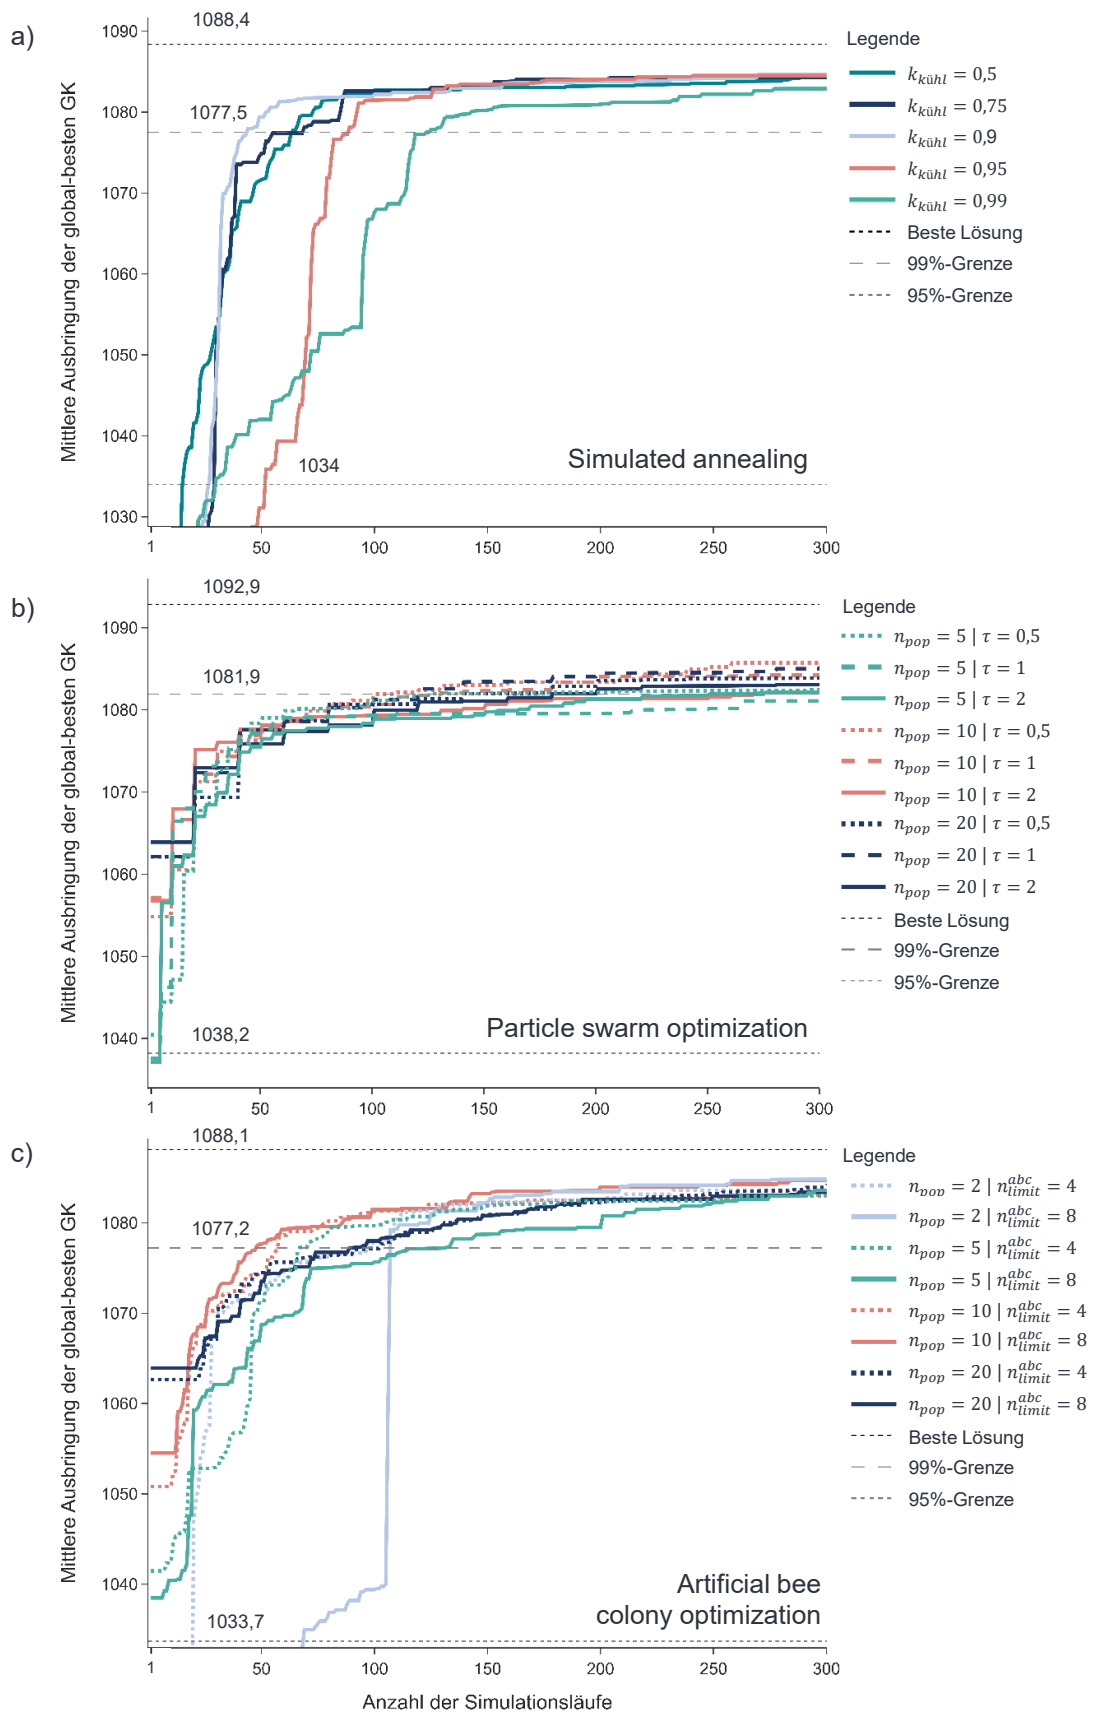 a)
Mittlere Ausbringung der global-besten GK
1090
1080
1070
1060
1050
1040
1030
1088,4
1077,5
1034
Simulated annealing
1
50
100
150
200
250
300
Legende
k_kühl = 0,5
k_kühl = 0,75
k_kühl = 0,9
k_kühl = 0,95
k_kühl = 0,99
Beste Lösung
99%-Grenze
95%-Grenze
b)
Mittlere Ausbringung der global-besten GK
1090
1080
1070
1060
1050
1040
1092,9
1081,9
1038,2
Particle swarm optimization
1
50
100
150
200
250
300
Legende
n_pop = 5 | τ = 0,5
n_pop = 5 | τ = 1
n_pop = 5 | τ = 2
n_pop = 10 | τ = 0,5
n_pop = 10 | τ = 1
n_pop = 10 | τ = 2
n_pop = 20 | τ = 0,5
n_pop = 20 | τ = 1
n_pop = 20 | τ = 2
Beste Lösung
99%-Grenze
95%-Grenze
c)
Mittlere Ausbringung der global-besten GK
1080
1070
1060
1050
1040
1088,1
1077,2
1033,7
Artificial bee
colony optimization
1
50
100
150
200
250
300
Anzahl der Simulationsläufe
Legende
n_pop = 2 | n_limit^abc = 4
n_pop = 2 | n_limit^abc = 8
n_pop = 5 | n_limit^abc = 4
n_pop = 5 | n_limit^abc = 8
n_pop = 10 | n_limit^abc = 4
n_pop = 10 | n_limit^abc = 8
n_pop = 20 | n_limit^abc = 4
n_pop = 20 | n_limit^abc = 8
Beste Lösung
99%-Grenze
95%-Grenze